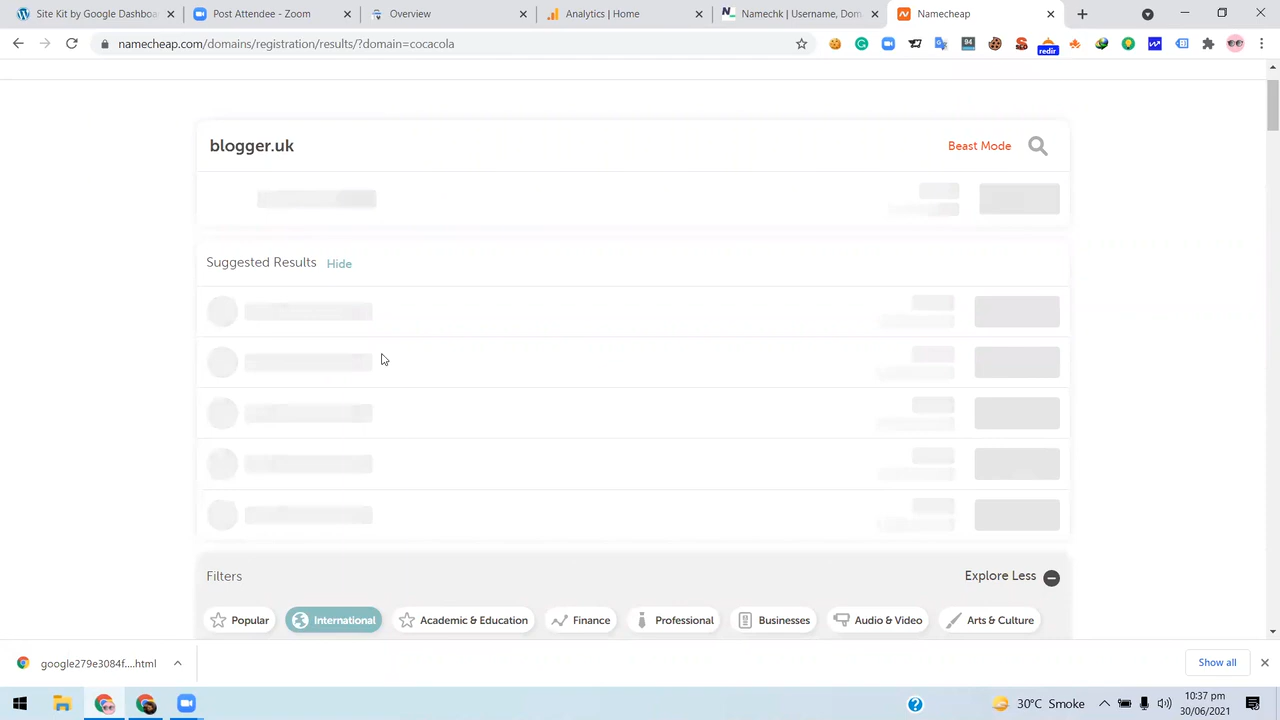 Site Kit by Google Dashboa
Post Attendee - Zoom
Overview
Analytics | Home
Namechk | Username, Dom
Namecheap
namecheap.com/domains/registration/results/?domain=cocacola
94
redir
blogger.uk
Beast Mode
Suggested Results Hide
Filters
Explore Less
Popular
International
Academic & Education
Finance
Professional
Businesses
Audio & Video
Arts & Culture
google279e3084f....html
Show all
30°C Smoke
10:37 pm
30/06/2021